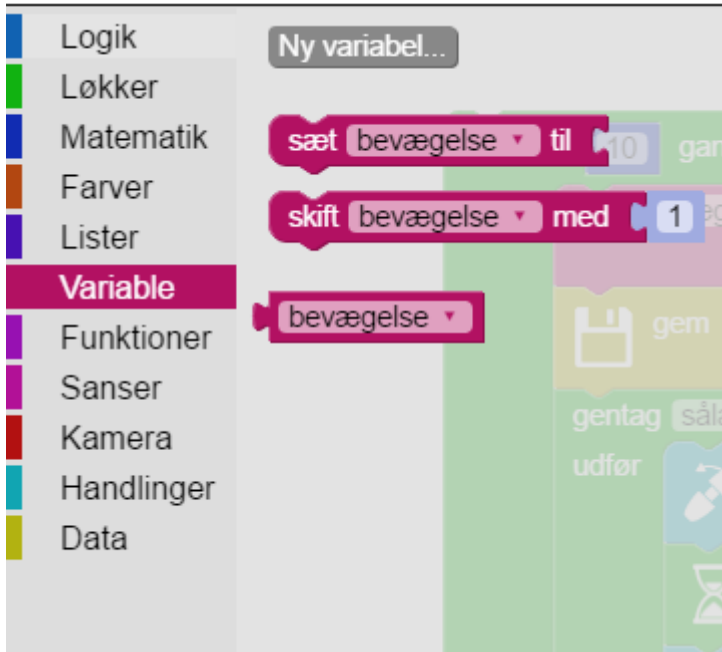 Logik
Løkker
Matematik
Farver
Lister
Variable
Funktioner
Sanser
Kamera
Handlinger
Data
Ny variabel...
sæt bevægelse til
skift bevægelse med 1
bevægelse
10
gem
gentag
udfør